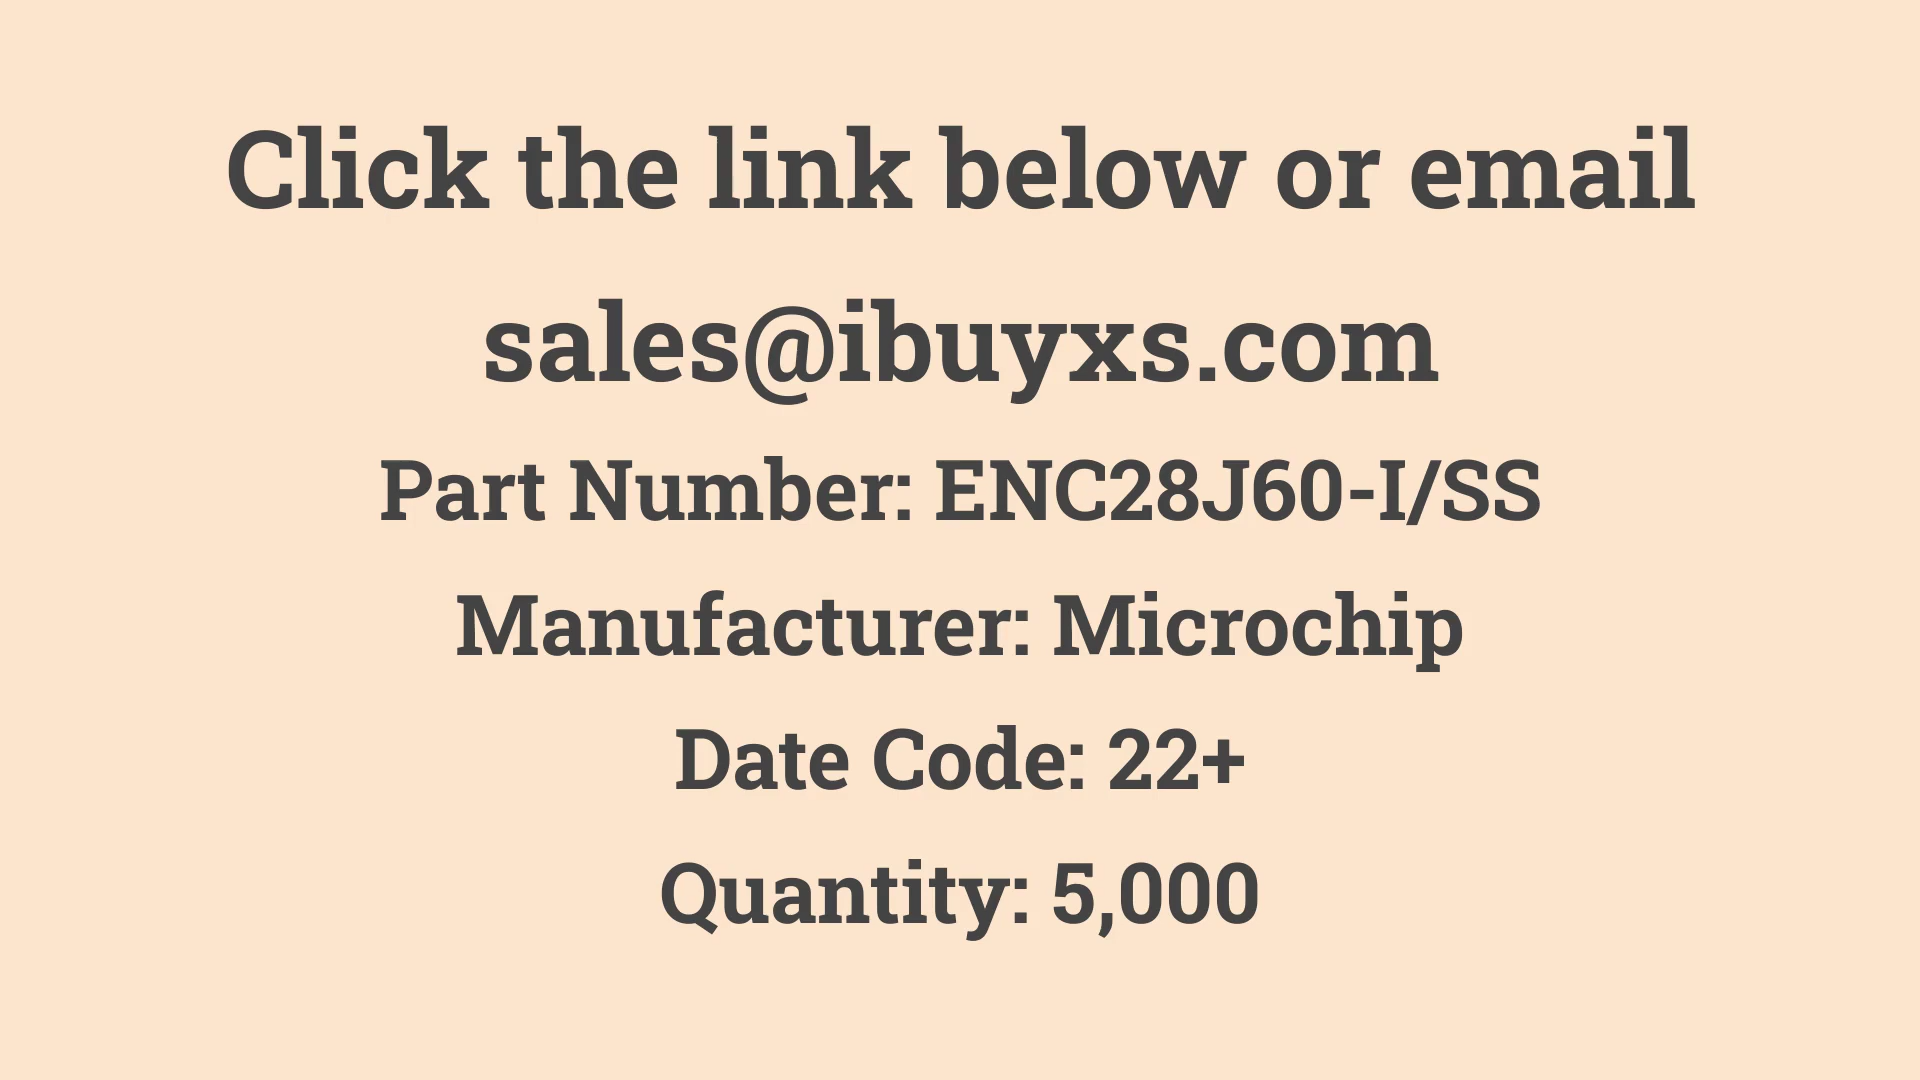 Click the link below or email
sales@ibuyxs.com
Part Number: ENC28J60-I/SS
Manufacturer: Microchip
Date Code: 22+
Quantity: 5,000